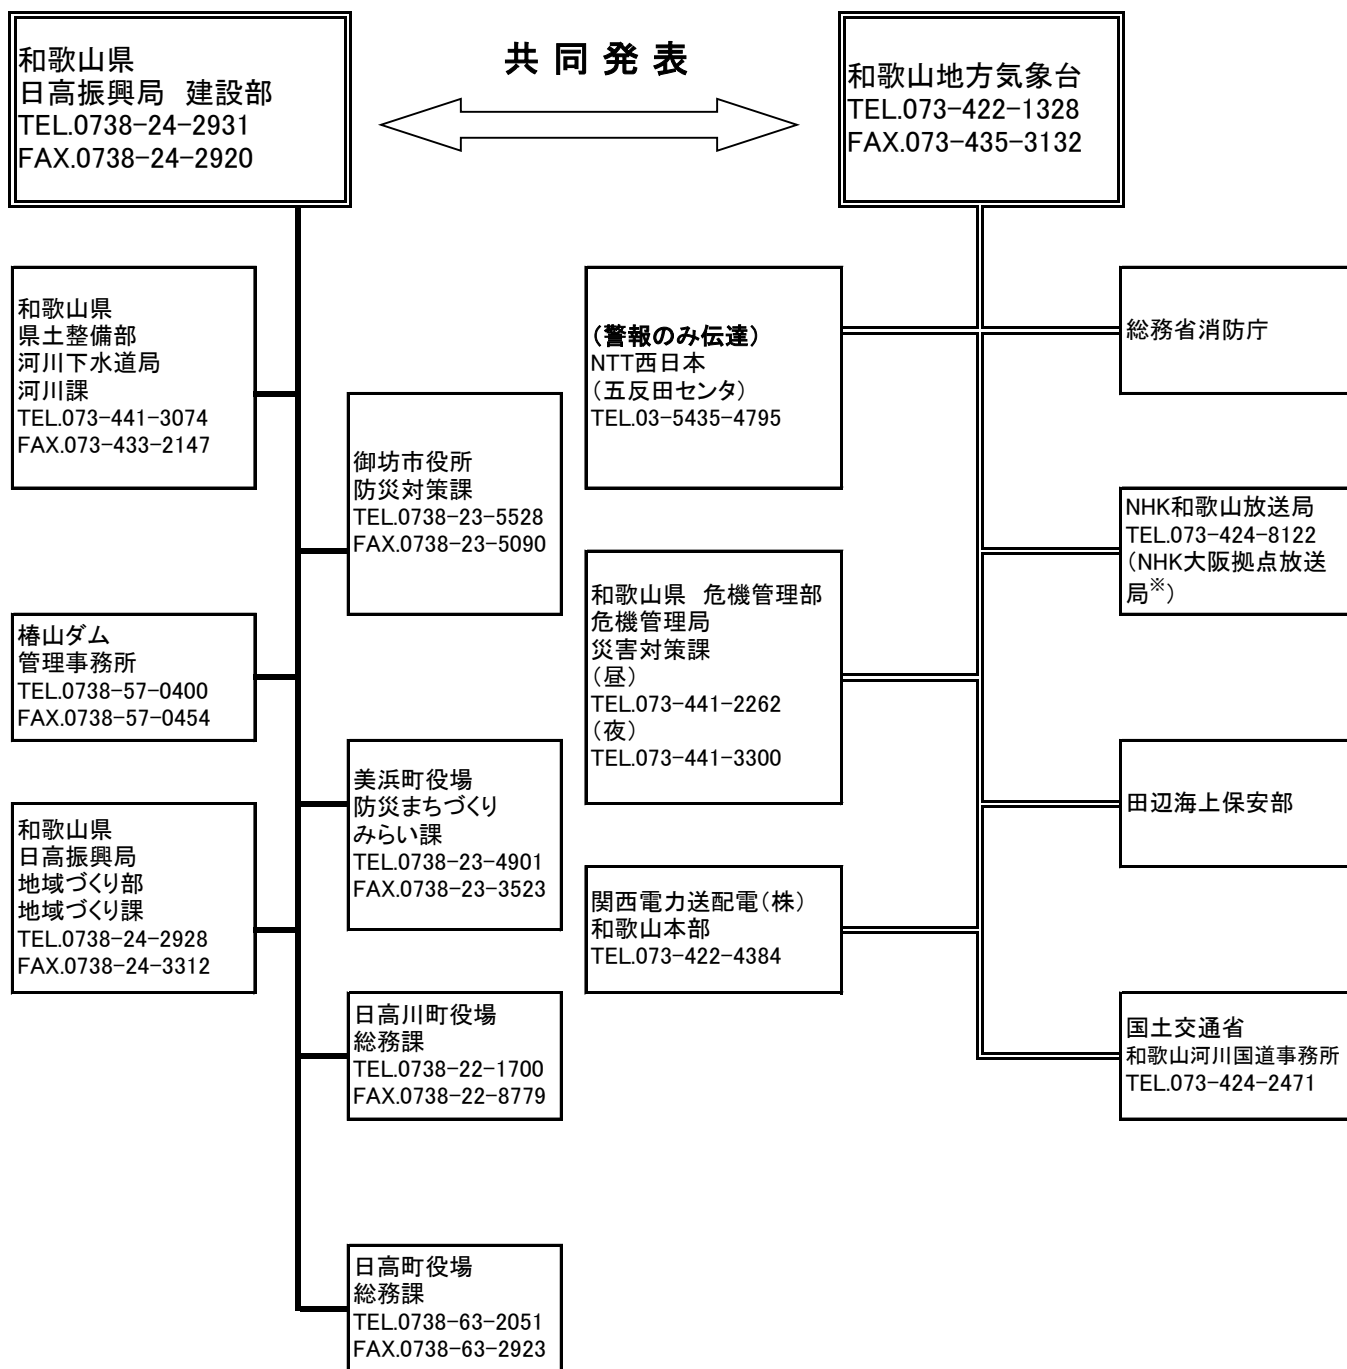 和歌山県
日高振興局　建設部
TEL.0738-24-2931
FAX.0738-24-2920
共 同 発 表
和歌山地方気象台
TEL.073-422-1328
FAX.073-435-3132
和歌山県
県土整備部
河川下水道局
河川課
TEL.073-441-3074
FAX.073-433-2147
椿山ダム
管理事務所
TEL.0738-57-0400
FAX.0738-57-0454
和歌山県
日高振興局
地域づくり部
地域づくり課
TEL.0738-24-2928
FAX.0738-24-3312
御坊市役所
防災対策課
TEL.0738-23-5528
FAX.0738-23-5090
美浜町役場
防災まちづくり
みらい課
TEL.0738-23-4901
FAX.0738-23-3523
日高川町役場
総務課
TEL.0738-22-1700
FAX.0738-22-8779
日高町役場
総務課
TEL.0738-63-2051
FAX.0738-63-2923
（警報のみ伝達）
NTT西日本
（五反田センタ）
TEL.03-5435-4795
和歌山県　危機管理部
危機管理局
災害対策課
（昼）
TEL.073-441-2262
（夜）
TEL.073-441-3300
関西電力送配電（株）
和歌山本部
TEL.073-422-4384
総務省消防庁
NHK和歌山放送局
TEL.073-424-8122
（NHK大阪拠点放送
局※）
田辺海上保安部
国土交通省
和歌山河川国道事務所
TEL.073-424-2471